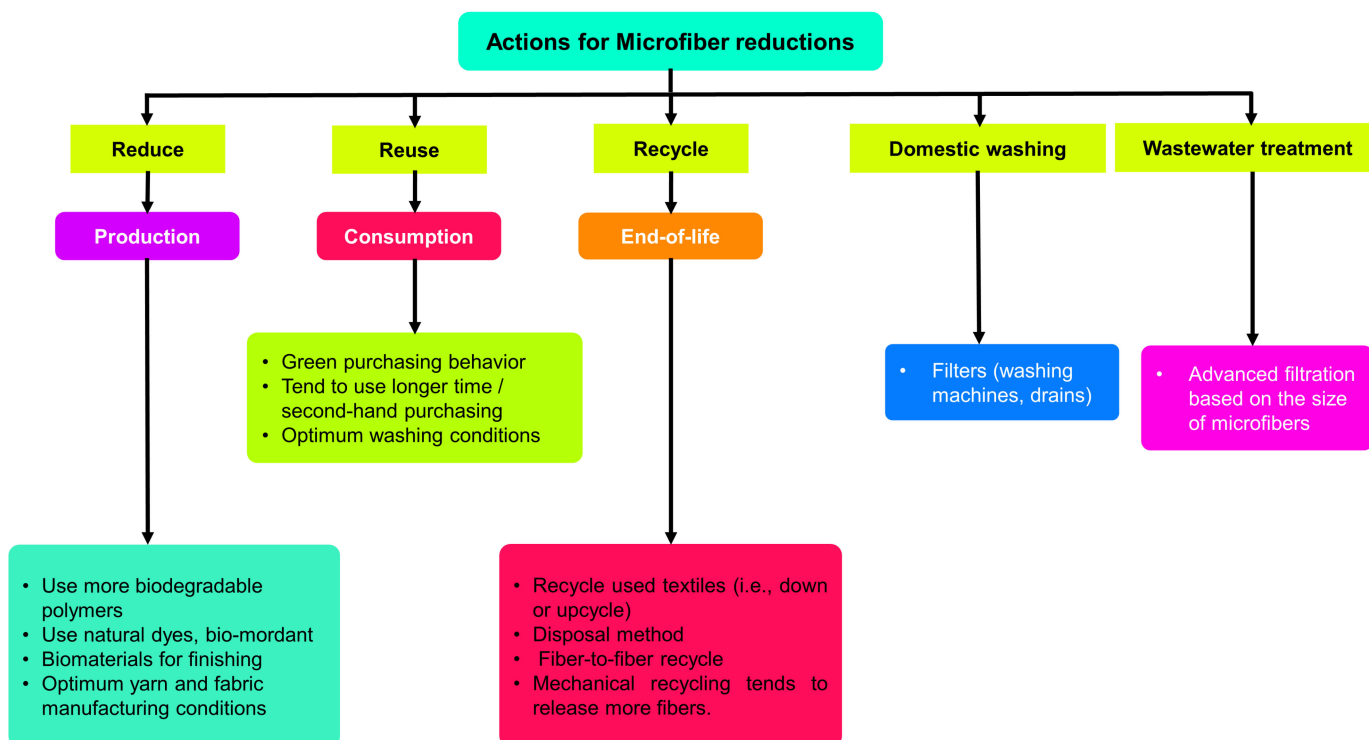 Actions for Microfiber reductions
Reduce
Reuse
Recycle
Domestic washing
Wastewater treatment
Production
Consumption
End-of-life
• Green purchasing behavior
• Tend to use longer time /
second-hand purchasing
• Optimum washing conditions
• Filters (washing
machines, drains)
• Advanced filtration
based on the size
of microfibers
• Use more biodegradable
polymers
• Use natural dyes, bio-mordant
• Biomaterials for finishing
• Optimum yarn and fabric
manufacturing conditions
• Recycle used textiles (i.e., down
or upcycle)
• Disposal method
• Fiber-to-fiber recycle
• Mechanical recycling tends to
release more fibers.